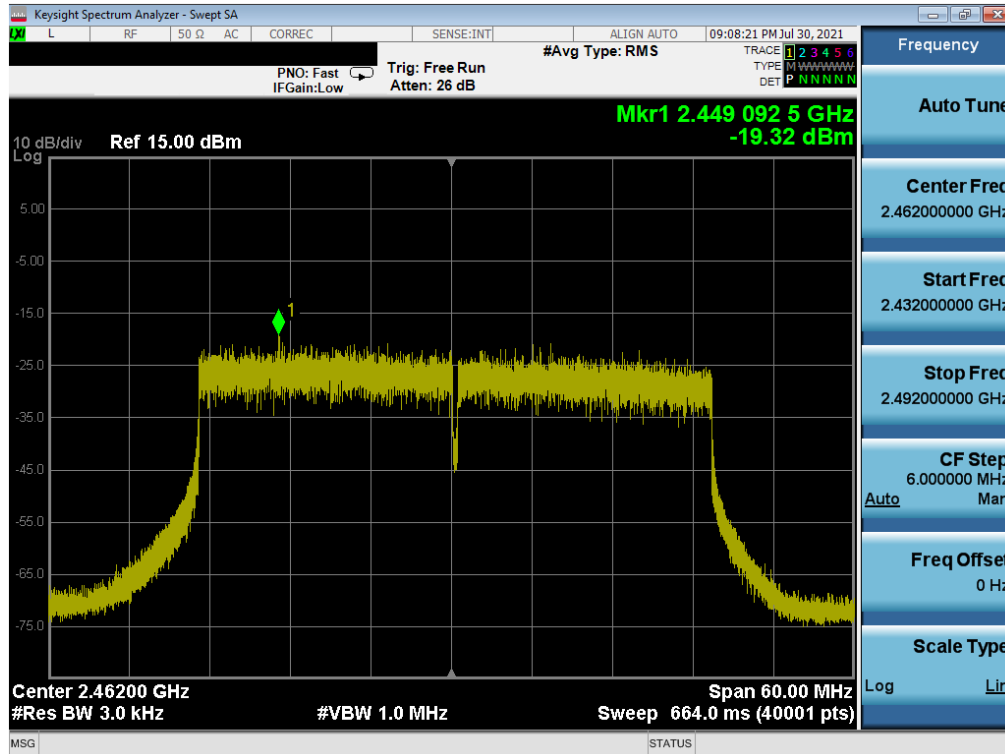 Keysight Spectrum Analyzer - Swept SA
LXI L RF 50 Ω AC CORREC SENSE:INT ALIGN AUTO 09:08:21 PM Jul 30, 2021
#Avg Type: RMS
TRACE 1 2 3 4 5 6
TYPE M WWWWW
DET P N N N N N
PNO: Fast
IFGain:Low
Trig: Free Run
Atten: 26 dB
Mkr1 2.449 092 5 GHz
-19.32 dBm
10 dB/div Ref 15.00 dBm
Log
5.00
-5.00
-15.0
1
-25.0
-35.0
-45.0
-55.0
-65.0
-75.0
Center 2.46200 GHz Span 60.00 MHz
#Res BW 3.0 kHz #VBW 1.0 MHz Sweep 664.0 ms (40001 pts)
MSG STATUS
Frequency
Auto Tune
Center Freq
2.462000000 GHz
Start Freq
2.432000000 GHz
Stop Freq
2.492000000 GHz
CF Step
6.000000 MHz
Auto Man
Freq Offset
0 Hz
Scale Type
Log Lin